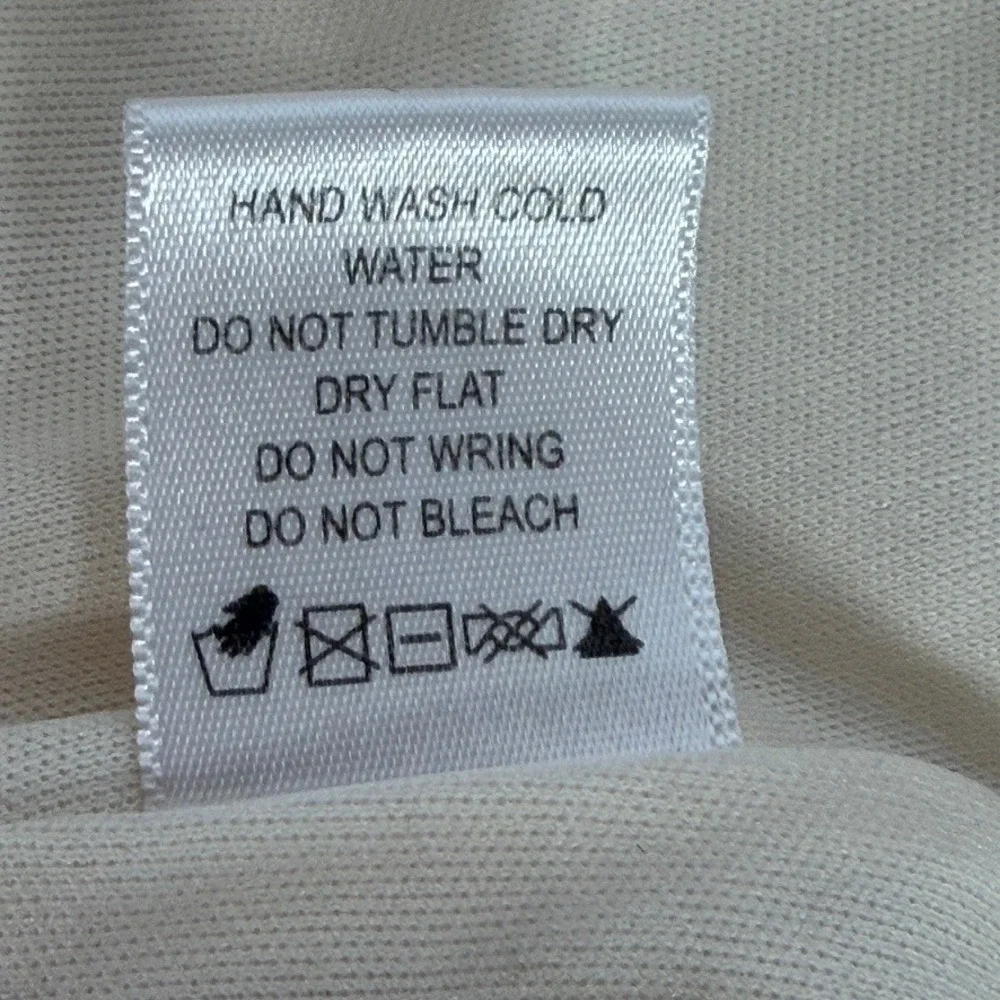 HAND WASH COLD
WATER
DO NOT TUMBLE DRY
DRY FLAT
DO NOT WRING
DO NOT BLEACH